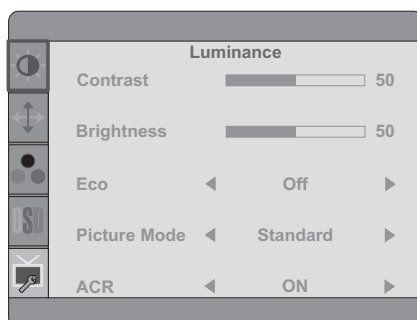 Luminance
Contrast 50
Brightness 50
Eco Off
Picture Mode Standard
OSD
ACR ON